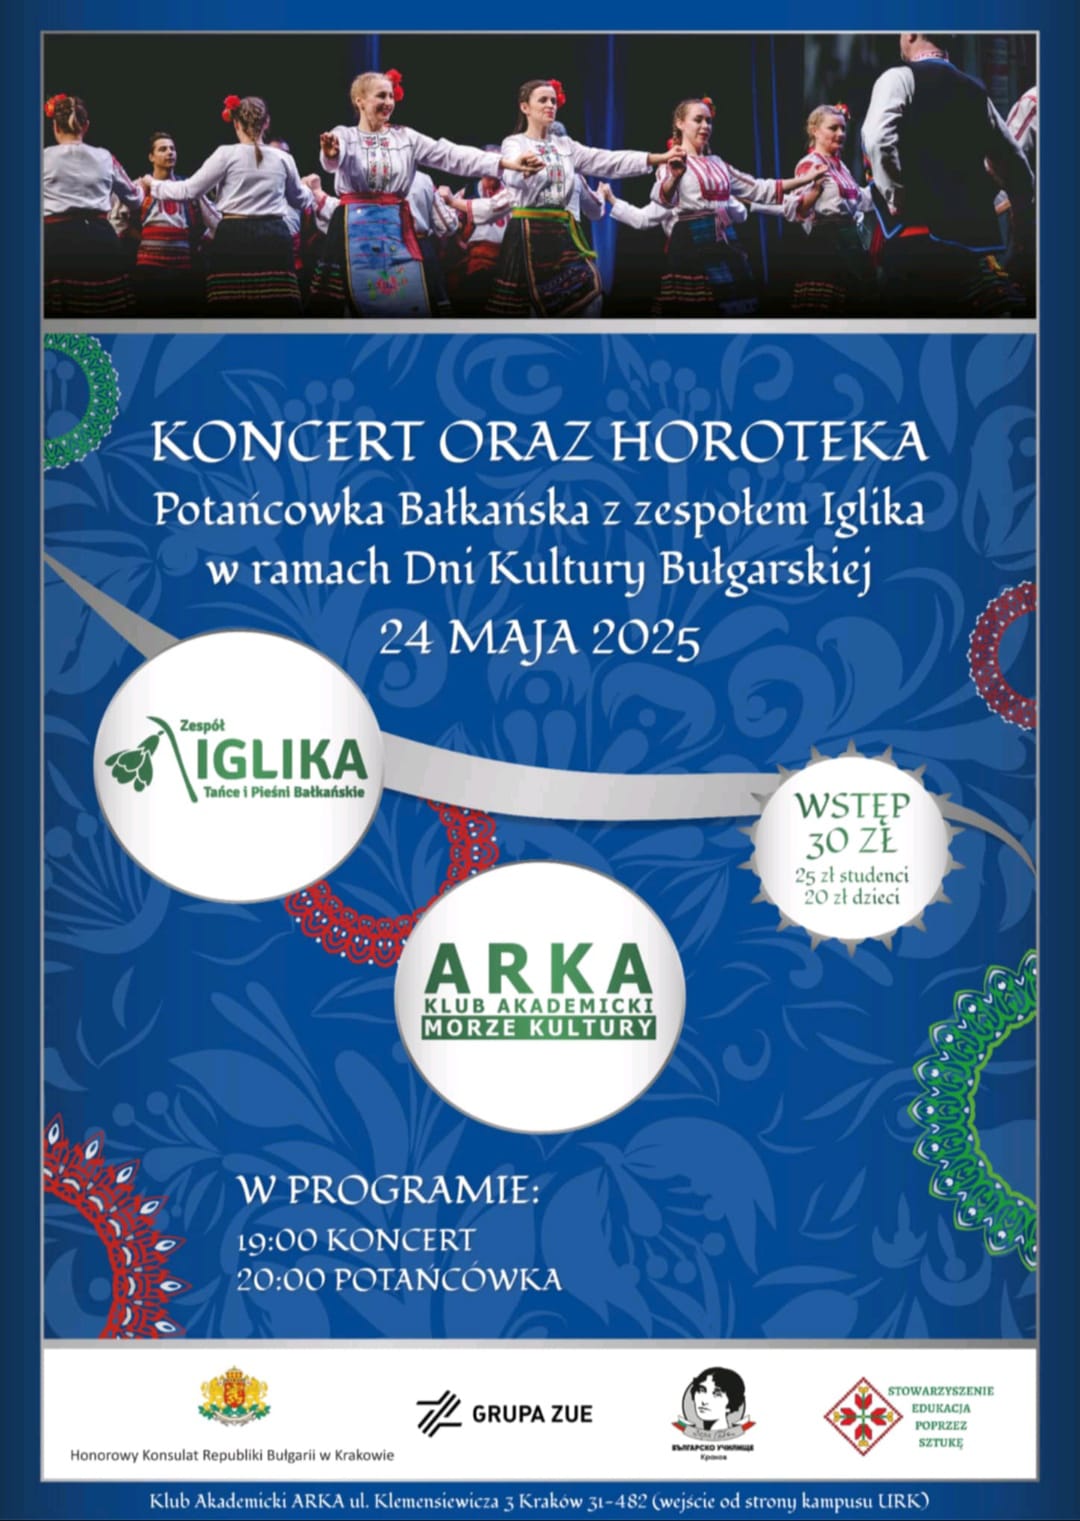 KONCERT ORAZ HOROTEKA
Potańcowka Bałkańska z zespołem Iglika
w ramach Dni Kultury Bułgarskiej
24 MAJA 2025
Zespół
IGLIKA
Tańce i Pieśni Bałkańskie
WSTĘP
30 ZŁ
25 zł studenci
20 zł dzieci
ARKA
KLUB AKADEMICKI
MORZE KULTURY
W PROGRAMIE:
19:00 KONCERT
20:00 POTAŃCÓWKA
Honorowy Konsulat Republiki Bułgarii w Krakowie
GRUPA ZUE
БЪЛГАРСКО УЧИЛИЩЕ
Краков
STOWARZYSZENIE
EDUKACJA
POPRZEZ
SZTUKĘ
Klub Akademicki ARKA ul. Klemensiewicza 3 Kraków 31-482 (wejście od strony kampusu URK)